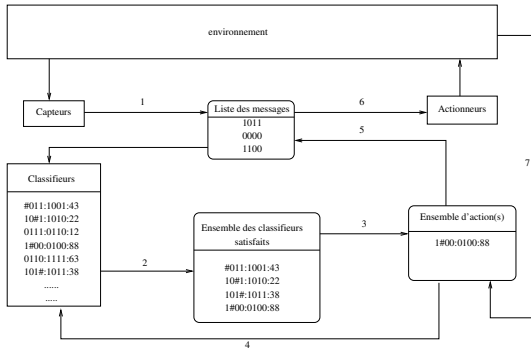 environnement
1
6
Capteurs
Liste des messages
Actionneurs
1011
0000
1100
5
7
Classifieurs
#011:1001:43
10#1:1010:22
0111:0110:12
1#00:0100:88
0110:1111:63
101#:1011:38
......
.....
2
Ensemble des classifieurs
satisfaits
#011:1001:43
10#1:1010:22
101#:1011:38
1#00:0100:88
3
Ensemble d'action(s)
1#00:0100:88
4